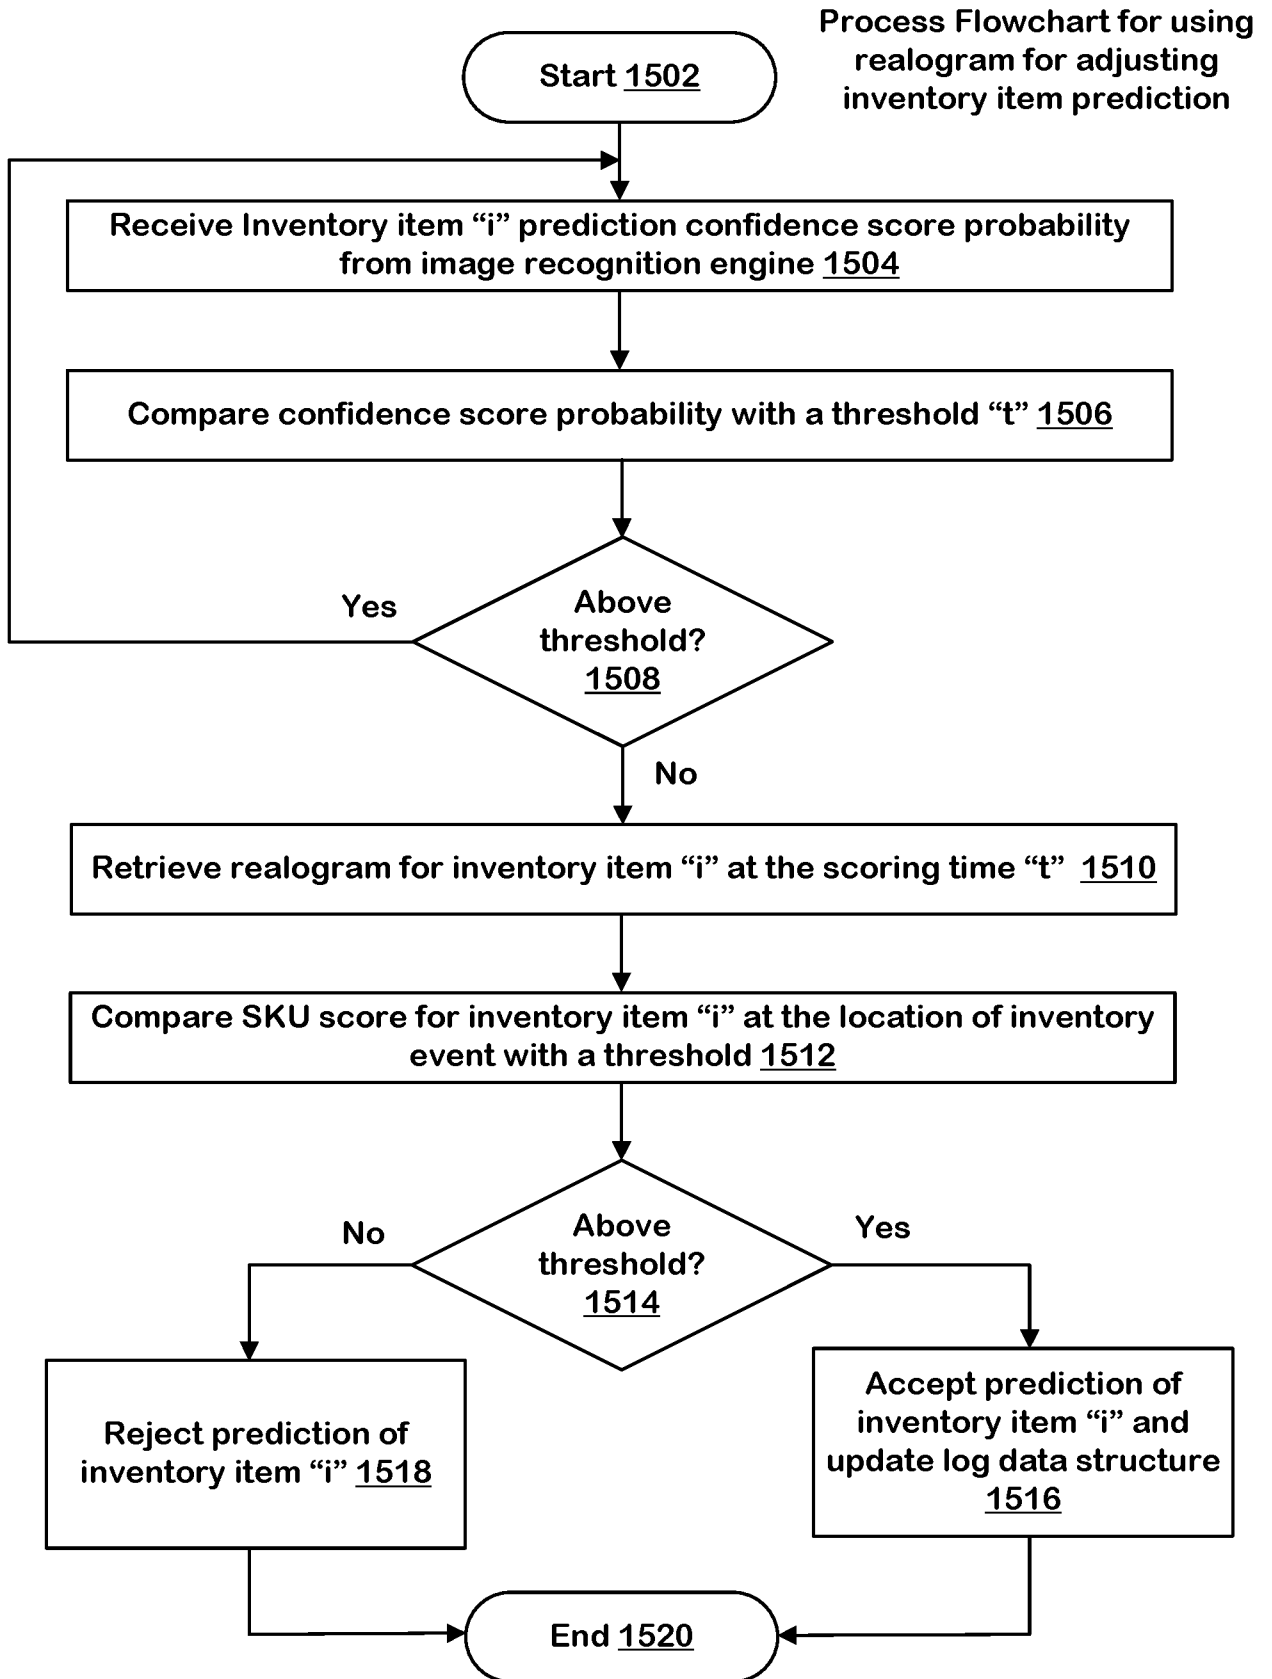 Process Flowchart for using
realogram for adjusting
inventory item prediction
Start 1502
Receive Inventory item “i” prediction confidence score probability
from image recognition engine 1504
Compare confidence score probability with a threshold “t” 1506
Yes
Above
threshold?
1508
No
Retrieve realogram for inventory item “i” at the scoring time “t” 1510
Compare SKU score for inventory item “i” at the location of inventory
event with a threshold 1512
No
Above
threshold?
1514
Yes
Reject prediction of
inventory item “i” 1518
Accept prediction of
inventory item “i” and
update log data structure
1516
End 1520